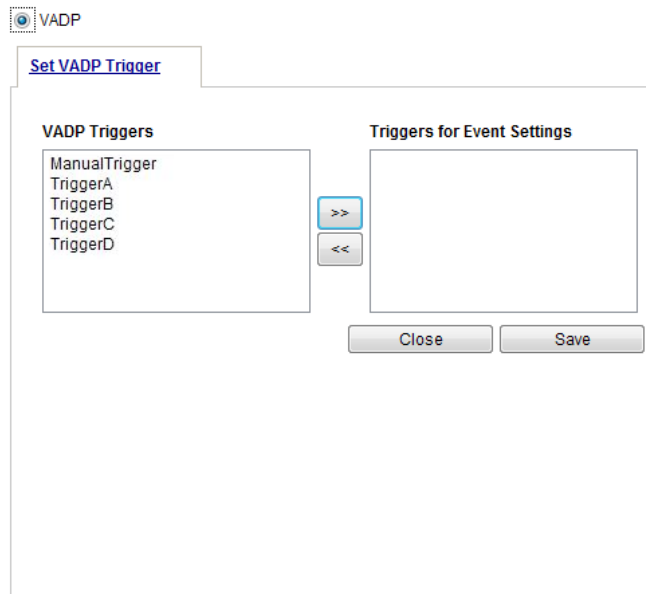 VADP
Set VADP Trigger
VADP Triggers
Triggers for Event Settings
ManualTrigger
TriggerA
TriggerB
TriggerC
TriggerD
>>
<<
Close
Save